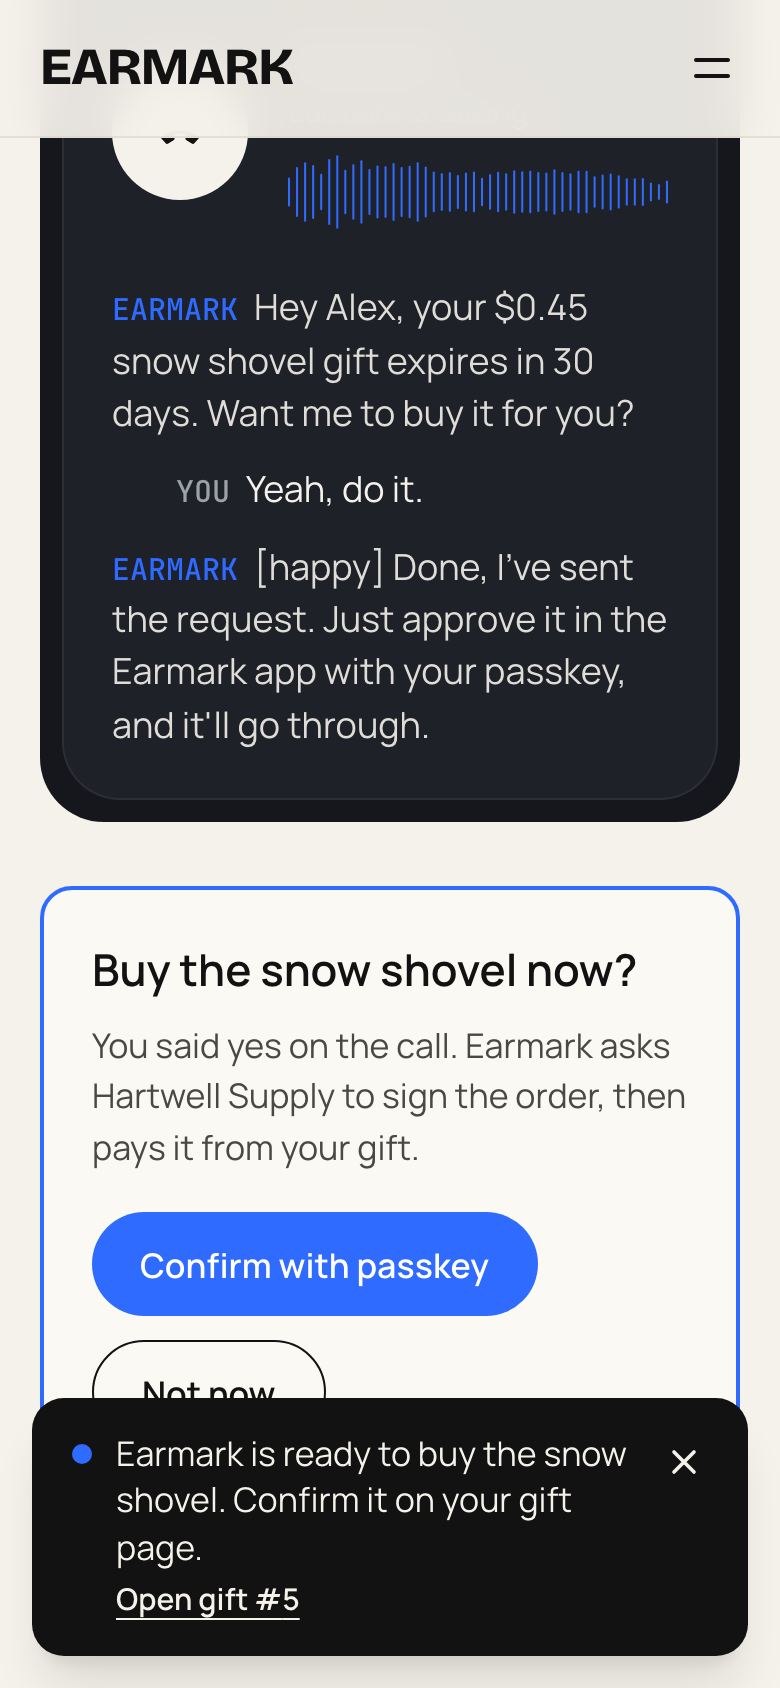 EARMARK
EARMARK Hey Alex, your $0.45
snow shovel gift expires in 30
days. Want me to buy it for you?
YOU Yeah, do it.
EARMARK [happy] Done, I’ve sent
the request. Just approve it in the
Earmark app with your passkey,
and it'll go through.
Buy the snow shovel now?
You said yes on the call. Earmark asks
Hartwell Supply to sign the order, then
pays it from your gift.
Confirm with passkey
Not now
Earmark is ready to buy the snow
shovel. Confirm it on your gift
page.
Open gift #5